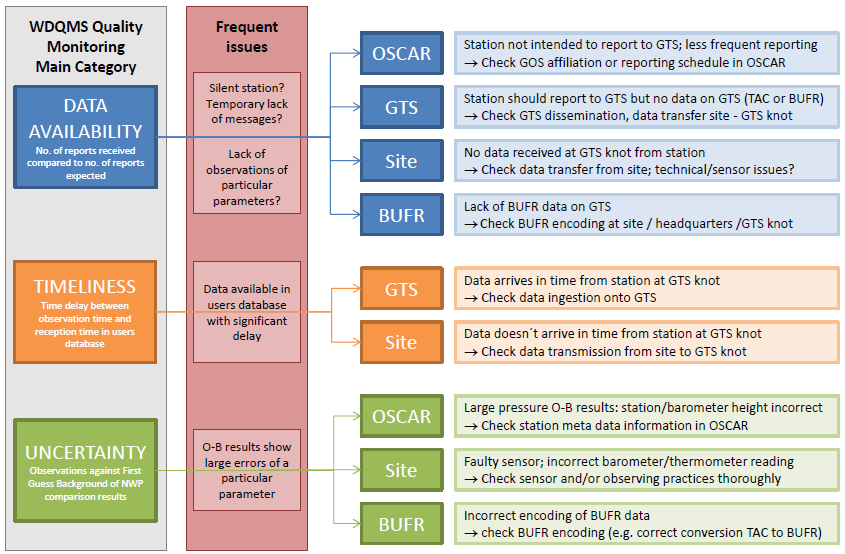 WDQMS Quality
Monitoring
Main Category
Frequent
issues
DATA
AVAILABILITY
No. of reports received
compared to no. of reports
expected
Silent station?
Temporary lack
of messages?
Lack of
observations of
particular
parameters?
OSCAR
Station not intended to report to GTS; less frequent reporting
→ Check GOS affiliation or reporting schedule in OSCAR
GTS
Station should report to GTS but no data on GTS (TAC or BUFR)
→ Check GTS dissemination, data transfer site - GTS knot
Site
No data received at GTS knot from station
→ Check data transfer from site; technical/sensor issues?
BUFR
Lack of BUFR data on GTS
→ Check BUFR encoding at site / headquarters /GTS knot
TIMELINESS
Time delay between
observation time and
reception time in users
database
Data available in
users database
with significant
delay
GTS
Data arrives in time from station at GTS knot
→ Check data ingestion onto GTS
Site
Data doesn´t arrive in time from station at GTS knot
→ Check data transmission from site to GTS knot
UNCERTAINTY
Observations against First
Guess Background of NWP
comparison results
O-B results show
large errors of a
particular
parameter
OSCAR
Large pressure O-B results: station/barometer height incorrect
→ Check station meta data information in OSCAR
Site
Faulty sensor; incorrect barometer/thermometer reading
→ Check sensor and/or observing practices thoroughly
BUFR
Incorrect encoding of BUFR data
→ check BUFR encoding (e.g. correct conversion TAC to BUFR)